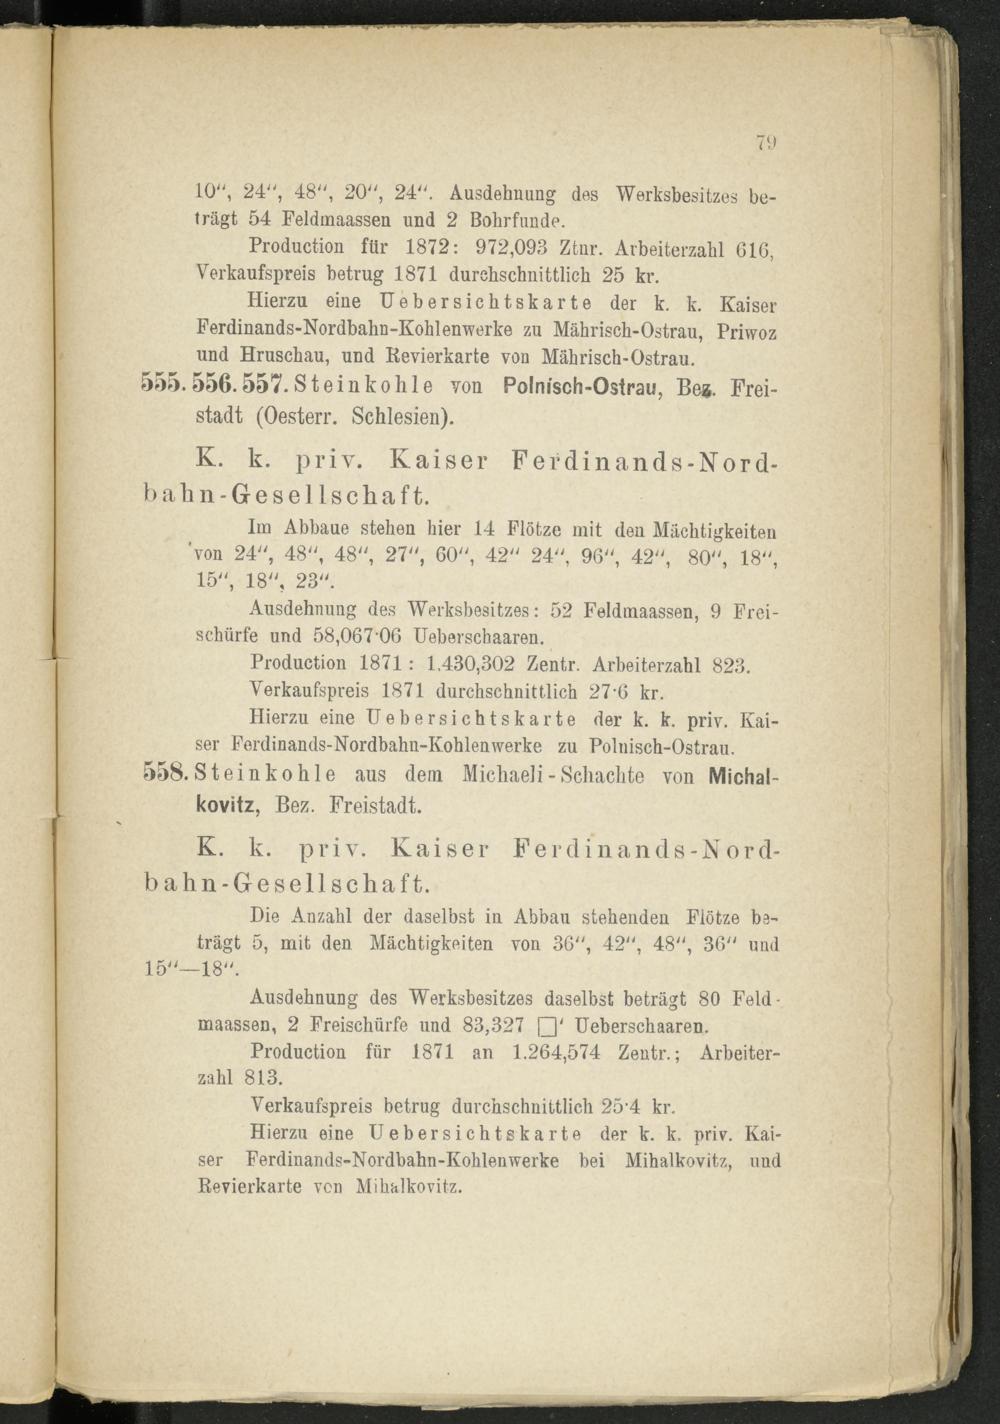 79
10“, 24“, 48“, 20“, 24“. Ausdehnung des Werksbesitzes be-
trägt 54 Feldmaassen und 2 Bohrfunde.
Production für 1872: 972,093 Ztnr. Arbeiterzahl 616,
Verkaufspreis betrug 1871 durchschnittlich 25 kr.
Hierzu eine Uebersichtskarte der k. k. Kaiser
Ferdinands-Nordbahn-Kohlenwerke zu Mährisch-Ostrau, Priwoz
und Hruschau, und Revierkarte von Mährisch-Ostrau.
555. 556. 557. Steinkohle von Polnisch-Ostrau, Bez. Frei-
stadt (Oesterr. Schlesien).
K. k. priv. Kaiser Ferdinands-Nord-
bahn-Gesellschaft.
Im Abbaue stehen hier 14 Flötze mit den Mächtigkeiten
von 24“, 48“, 48“, 27“, 60“, 42“ 24“, 96“, 42“, 80“, 18“,
15“, 18“, 23“.
Ausdehnung des Werksbesitzes: 52 Feldmaassen, 9 Frei-
schürfe und 58,067·06 Ueberschaaren.
Production 1871: 1.430,302 Zentr. Arbeiterzahl 823.
Verkaufspreis 1871 durchschnittlich 27·6 kr.
Hierzu eine Uebersichtskarte der k. k. priv. Kai-
ser Ferdinands-Nordbahn-Kohlenwerke zu Polnisch-Ostrau.
558. Steinkohle aus dem Michaeli-Schachte von Michal-
kovitz, Bez. Freistadt.
K. k. priv. Kaiser Ferdinands-Nord-
bahn-Gesellschaft.
Die Anzahl der daselbst in Abbau stehenden Flötze be-
trägt 5, mit den Mächtigkeiten von 36“, 42“, 48“, 36“ und
15“—18“.
Ausdehnung des Werksbesitzes daselbst beträgt 80 Feld-
maassen, 2 Freischürfe und 83,327 □‘ Ueberschaaren.
Production für 1871 an 1.264,574 Zentr.; Arbeiter-
zahl 813.
Verkaufspreis betrug durchschnittlich 25·4 kr.
Hierzu eine Uebersichtskarte der k. k. priv. Kai-
ser Ferdinands-Nordbahn-Kohlenwerke bei Mihalkovitz, und
Revierkarte von Mihalkovitz.